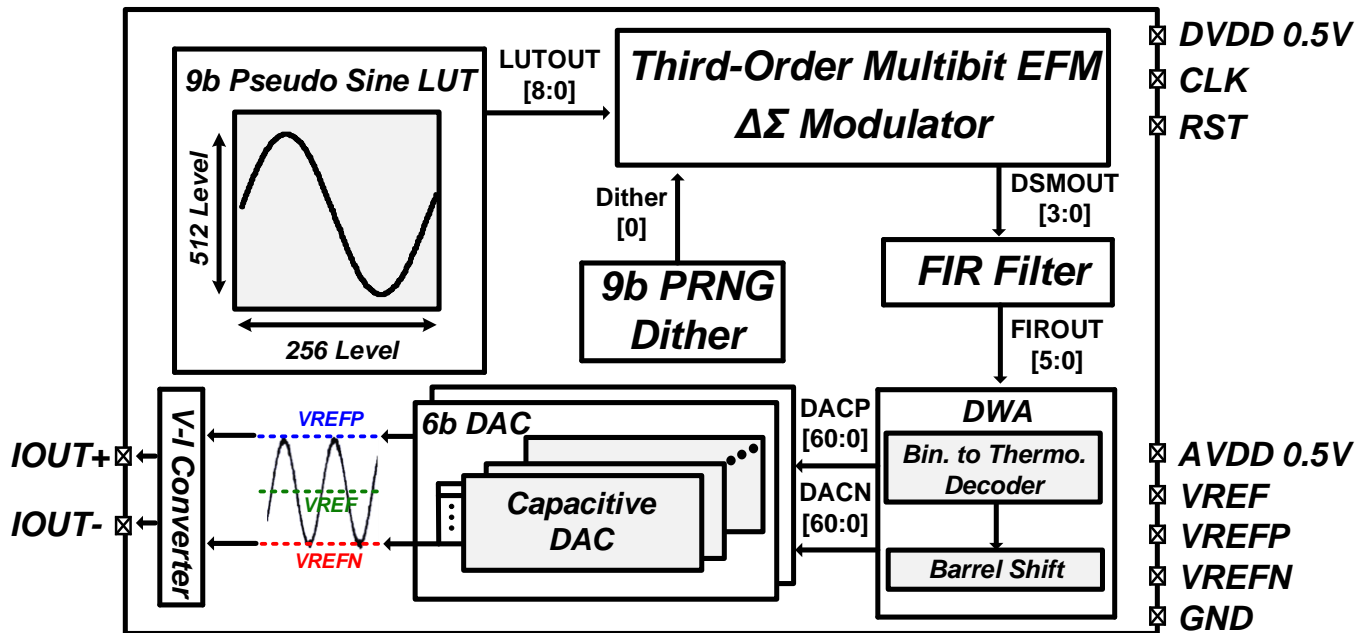 9b Pseudo Sine LUT
512 Level
256 Level
LUTOUT
[8:0]
Third-Order Multibit EFM
ΔΣ Modulator
Dither
[0]
9b PRNG
Dither
DSMOUT
[3:0]
FIR Filter
FIROUT
[5:0]
DWA
Bin. to Thermo.
Decoder
Barrel Shift
DACP
[60:0]
DACN
[60:0]
6b DAC
Capacitive
DAC
VREFP
VREF
VREFN
V-I Converter
IOUT+
IOUT-
DVDD 0.5V
CLK
RST
AVDD 0.5V
VREF
VREFP
VREFN
GND